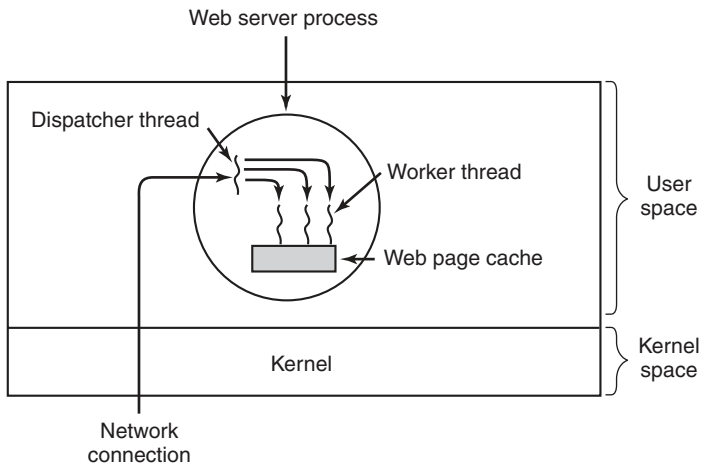 Web server process
Dispatcher thread
Worker thread
User
space
Web page cache
Kernel
Kernel
space
Network
connection